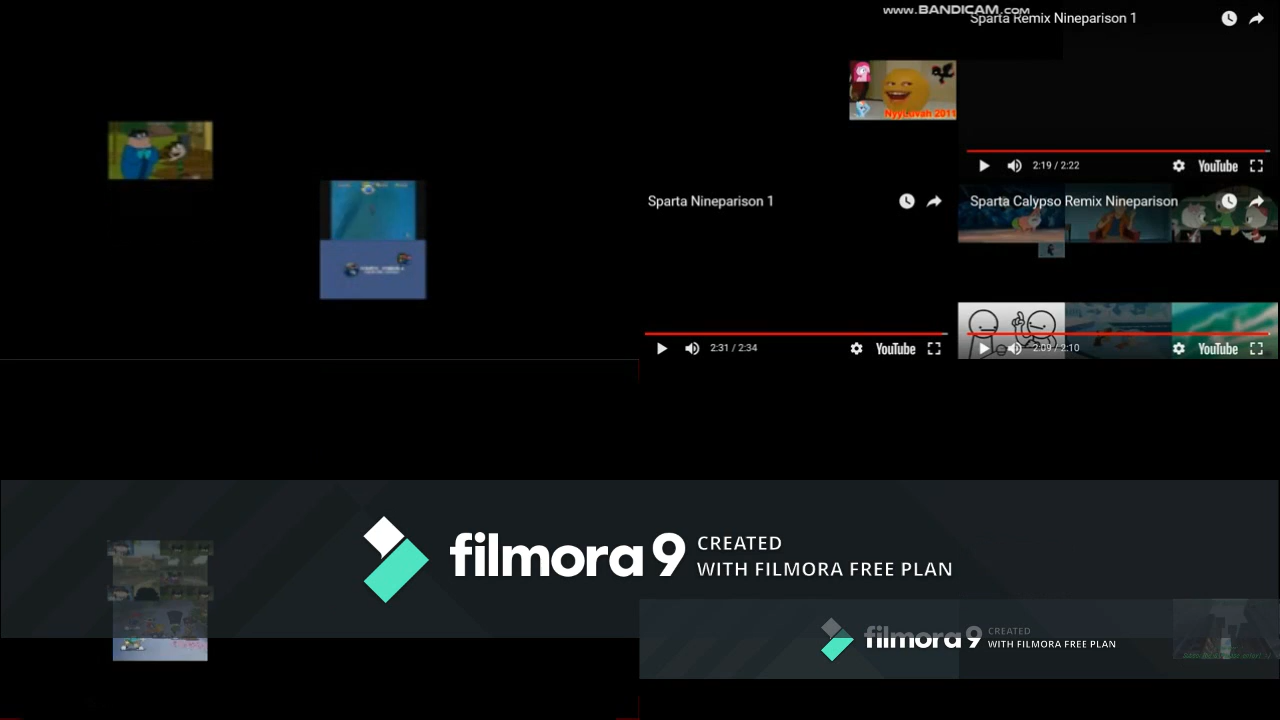 www.BANDICAM.com
Sparta Remix Nineparison 1
NyyLuvah 2011
2:19 / 2:22
YouTube
Sparta Nineparison 1
Sparta Calypso Remix Nineparison
2:31 / 2:34
YouTube
2:09 / 2:10
YouTube
filmora9 CREATED
WITH FILMORA FREE PLAN
filmora9 CREATED
WITH FILMORA FREE PLAN